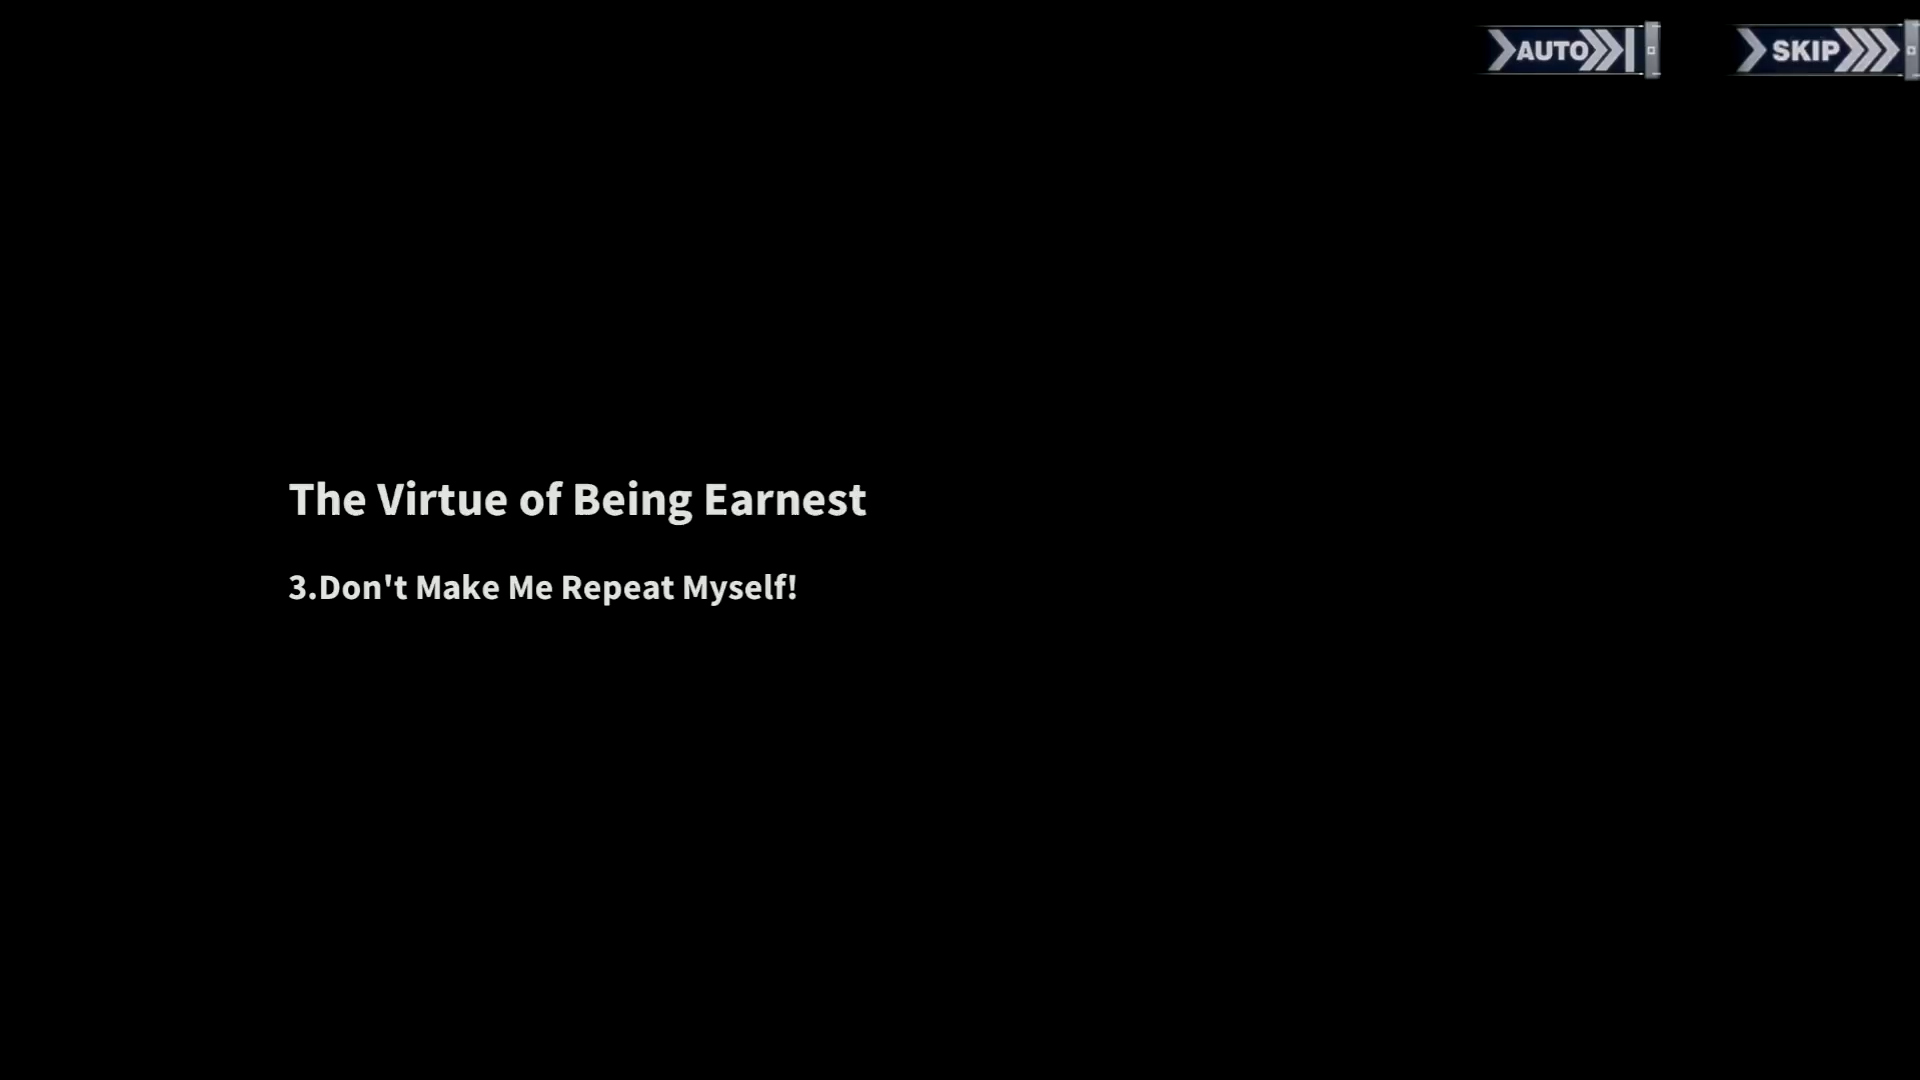 AUTO
SKIP
The Virtue of Being Earnest
3.Don't Make Me Repeat Myself!